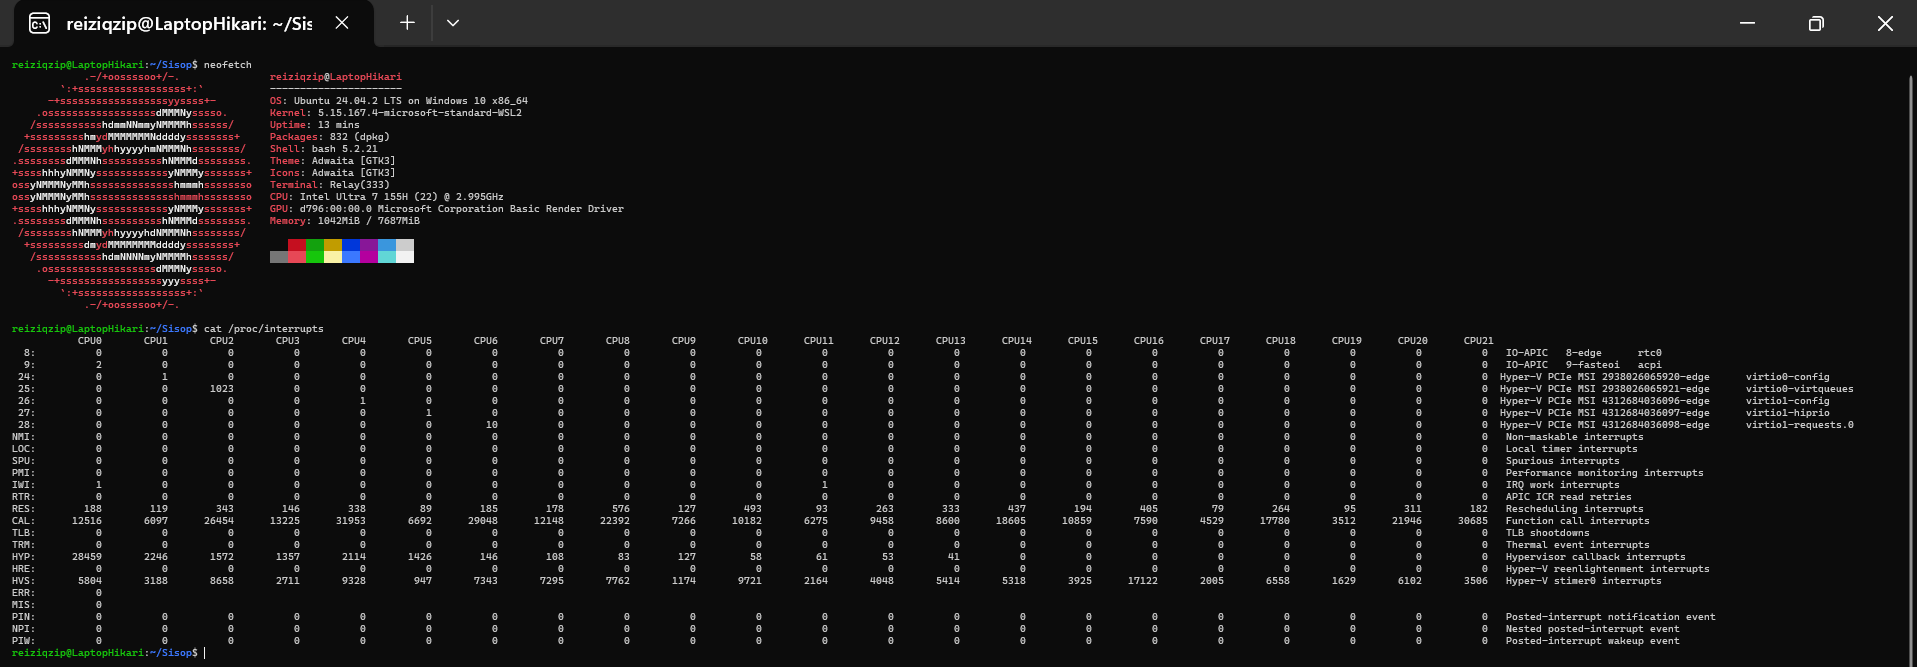 reiziqzip@LaptopHikari: ~/Sis
reiziqzip@LaptopHikari:~/Sisop$ neofetch
.-/+oossssoo+/-. reiziqzip@LaptopHikari
`:+ssssssssssssssssss+:` ----------------------
-+ssssssssssssssssssyyssss+- OS: Ubuntu 24.04.2 LTS on Windows 10 x86_64
.ossssssssssssssssssdMMMNysssso. Kernel: 5.15.167.4-microsoft-standard-WSL2
/ssssssssssshdmmNNmmyNMMMMhssssss/ Uptime: 13 mins
+ssssssssshmydMMMMMMMNddddyssssssss+ Packages: 832 (dpkg)
/sssssssshNMMMyhhyyyyhmNMMMNhssssssss/ Shell: bash 5.2.21
.ssssssssdMMMNhsssssssssshNMMMdssssssss. Theme: Adwaita [GTK3]
+sssshhhyNMMNyssssssssssssyNMMMysssssss+ Icons: Adwaita [GTK3]
ossyNMMMNyMMhsssssssssssssshmmmhssssssso Terminal: Relay(333)
ossyNMMMNyMMhsssssssssssssshmmmhssssssso CPU: Intel Ultra 7 155H (22) @ 2.995GHz
+sssshhhyNMMNyssssssssssssyNMMMysssssss+ GPU: d796:00:00.0 Microsoft Corporation Basic Render Driver
.ssssssssdMMMNhsssssssssshNMMMdssssssss. Memory: 1042MiB / 7687MiB
/sssssssshNMMMyhhyyyyhdNMMMNhssssssss/
+sssssssssdmydMMMMMMMMddddyssssssss+
/ssssssssssshdmNNNNmyNMMMMhssssss/
.ossssssssssssssssssdMMMNysssso.
-+sssssssssssssssssyyyssss+-
`:+ssssssssssssssssss+:`
.-/+oossssoo+/-.
reiziqzip@LaptopHikari:~/Sisop$ cat /proc/interrupts
CPU0 CPU1 CPU2 CPU3 CPU4 CPU5 CPU6 CPU7 CPU8 CPU9 CPU10 CPU11 CPU12 CPU13 CPU14 CPU15 CPU16 CPU17 CPU18 CPU19 CPU20 CPU21
8: 0 0 0 0 0 0 0 0 0 0 0 0 0 0 0 0 0 0 0 0 0 0 IO-APIC 8-edge rtc0
9: 2 0 0 0 0 0 0 0 0 0 0 0 0 0 0 0 0 0 0 0 0 0 IO-APIC 9-fasteoi acpi
24: 0 1 0 0 0 0 0 0 0 0 0 0 0 0 0 0 0 0 0 0 0 0 Hyper-V PCIe MSI 2938026065920-edge virtio0-config
25: 0 0 1023 0 0 0 0 0 0 0 0 0 0 0 0 0 0 0 0 0 0 0 Hyper-V PCIe MSI 2938026065921-edge virtio0-virtqueues
26: 0 0 0 0 1 0 0 0 0 0 0 0 0 0 0 0 0 0 0 0 0 0 Hyper-V PCIe MSI 4312684036096-edge virtio1-config
27: 0 0 0 0 0 1 0 0 0 0 0 0 0 0 0 0 0 0 0 0 0 0 Hyper-V PCIe MSI 4312684036097-edge virtio1-hiprio
28: 0 0 0 0 0 0 10 0 0 0 0 0 0 0 0 0 0 0 0 0 0 0 Hyper-V PCIe MSI 4312684036098-edge virtio1-requests.0
NMI: 0 0 0 0 0 0 0 0 0 0 0 0 0 0 0 0 0 0 0 0 0 0 Non-maskable interrupts
LOC: 0 0 0 0 0 0 0 0 0 0 0 0 0 0 0 0 0 0 0 0 0 0 Local timer interrupts
SPU: 0 0 0 0 0 0 0 0 0 0 0 0 0 0 0 0 0 0 0 0 0 0 Spurious interrupts
PMI: 0 0 0 0 0 0 0 0 0 0 0 0 0 0 0 0 0 0 0 0 0 0 Performance monitoring interrupts
IWI: 1 0 0 0 0 0 0 0 0 0 0 1 0 0 0 0 0 0 0 0 0 0 IRQ work interrupts
RTR: 0 0 0 0 0 0 0 0 0 0 0 0 0 0 0 0 0 0 0 0 0 0 APIC ICR read retries
RES: 188 119 343 146 338 89 185 178 576 127 493 93 263 333 437 194 405 79 264 95 311 182 Rescheduling interrupts
CAL: 12516 6097 26454 13225 31953 6692 29048 12148 22392 7266 10182 6275 9458 8600 18605 10859 7590 4529 17780 3512 21946 30685 Function call interrupts
TLB: 0 0 0 0 0 0 0 0 0 0 0 0 0 0 0 0 0 0 0 0 0 0 TLB shootdowns
TRM: 0 0 0 0 0 0 0 0 0 0 0 0 0 0 0 0 0 0 0 0 0 0 Thermal event interrupts
HYP: 28459 2246 1572 1357 2114 1426 146 108 83 127 58 61 53 41 0 0 0 0 0 0 0 0 Hypervisor callback interrupts
HRE: 0 0 0 0 0 0 0 0 0 0 0 0 0 0 0 0 0 0 0 0 0 0 Hyper-V reenlightenment interrupts
HVS: 5804 3188 8658 2711 9328 947 7343 7295 7762 1174 9721 2164 4048 5414 5318 3925 17122 2005 6558 1629 6102 3506 Hyper-V stimer0 interrupts
ERR: 0
MIS: 0
PIN: 0 0 0 0 0 0 0 0 0 0 0 0 0 0 0 0 0 0 0 0 0 0 Posted-interrupt notification event
NPI: 0 0 0 0 0 0 0 0 0 0 0 0 0 0 0 0 0 0 0 0 0 0 Nested posted-interrupt event
PIW: 0 0 0 0 0 0 0 0 0 0 0 0 0 0 0 0 0 0 0 0 0 0 Posted-interrupt wakeup event
reiziqzip@LaptopHikari:~/Sisop$